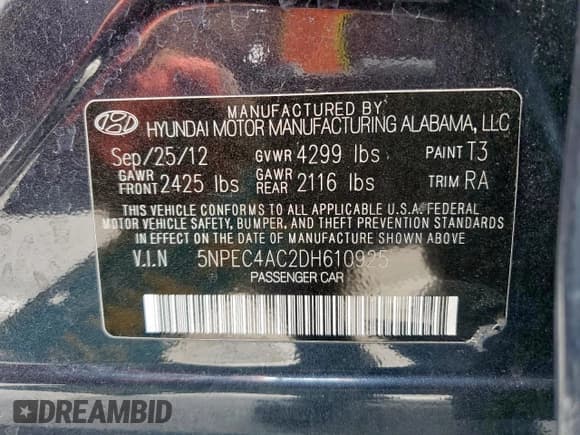 MANUFACTURED BY
HYUNDAI MOTOR MANUFACTURING ALABAMA, LLC
Sep/25/12 GVWR 4299 lbs PAINT T3
GAWR FRONT 2425 lbs GAWR REAR 2116 lbs TRIM RA
THIS VEHICLE CONFORMS TO ALL APPLICABLE U.S.A. FEDERAL
MOTOR VEHICLE SAFETY, BUMPER, AND THEFT PREVENTION STANDARDS
IN EFFECT ON THE DATE OF MANUFACTURE SHOWN ABOVE
V.I.N 5NPEC4AC2DH610925
PASSENGER CAR
DREAMBID